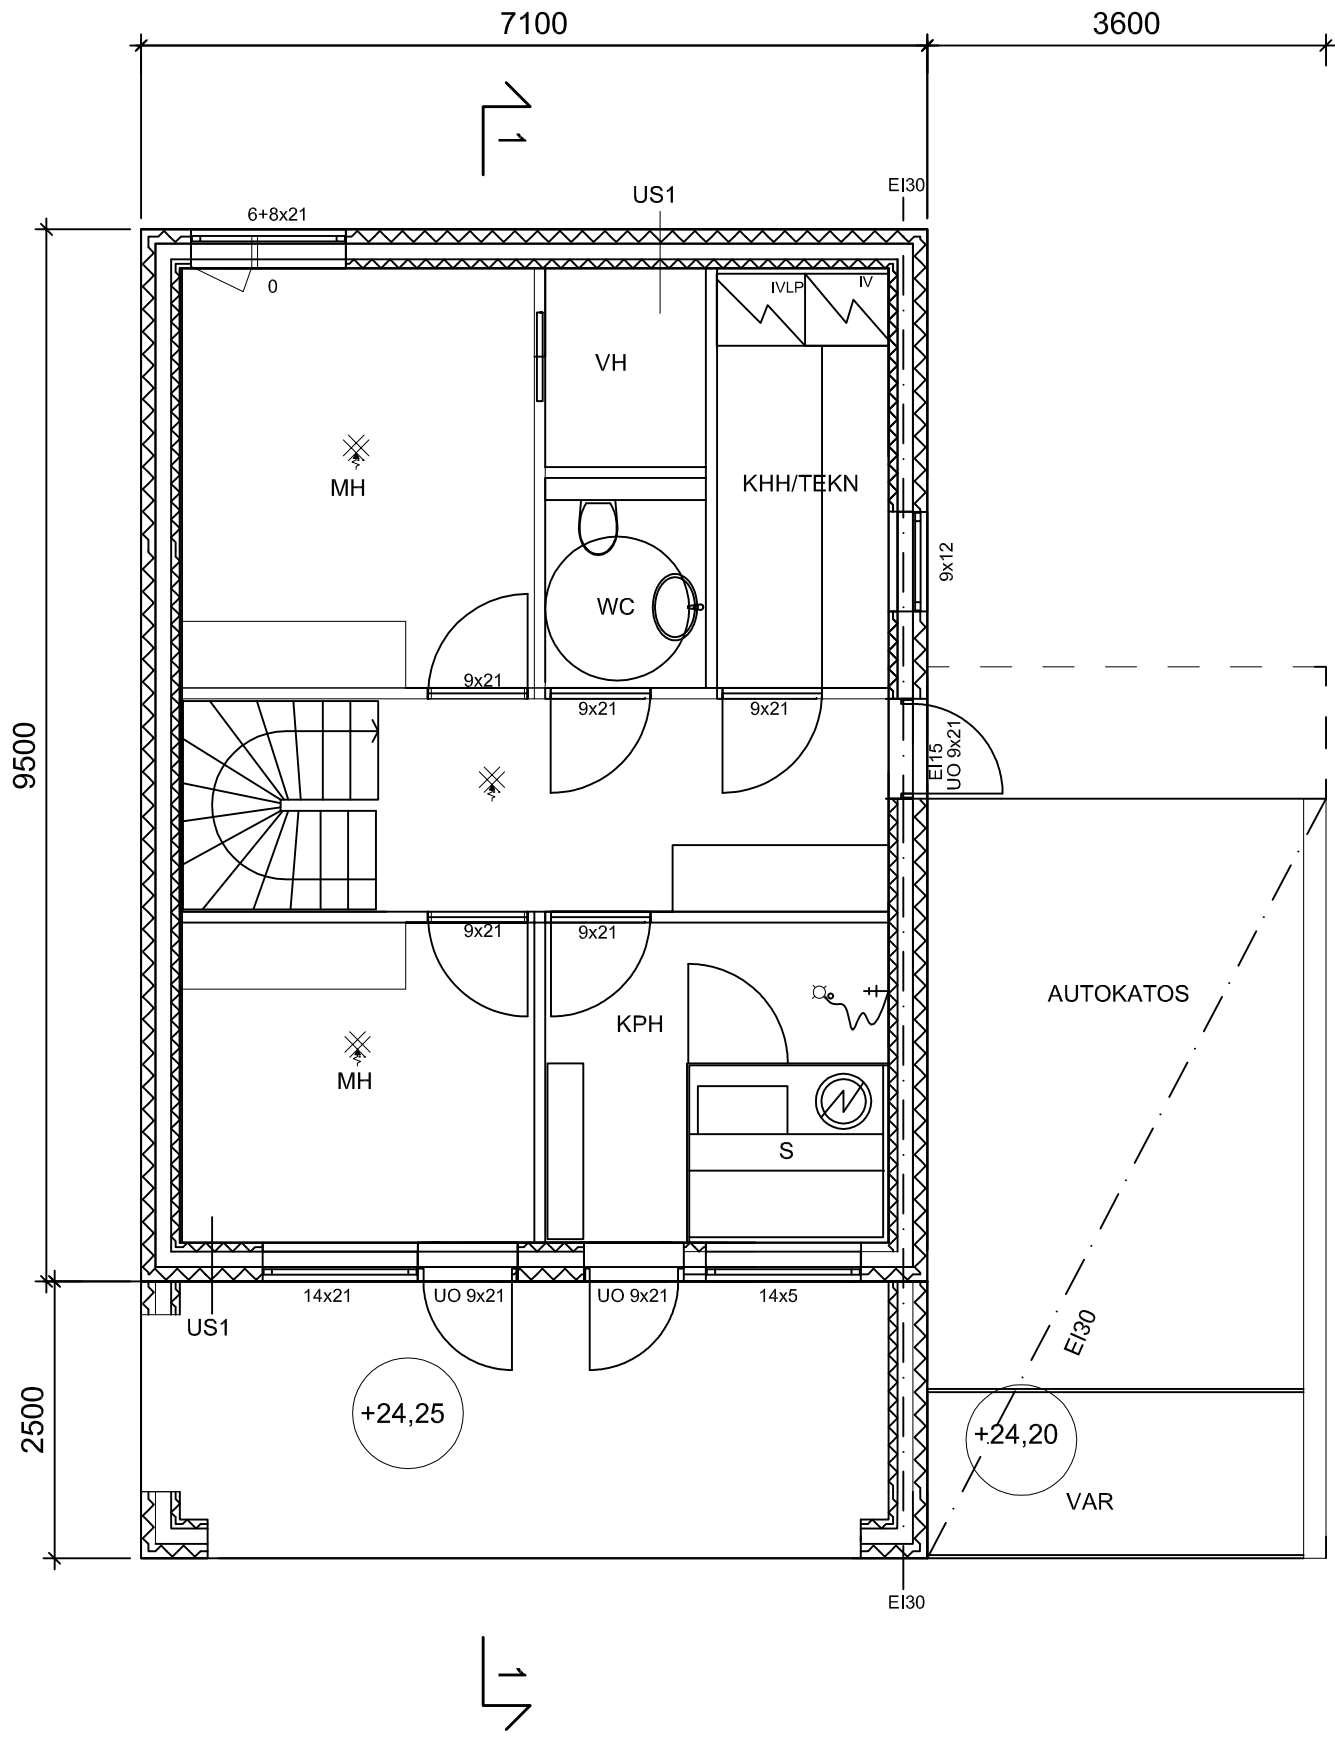 7100
3600
1
US1
EI30
6+8x21
0
IVLP
IV
VH
MH
KHH/TEKN
9x12
WC
9x21
9x21
9x21
EI15
UO 9x21
9500
9x21
9x21
AUTOKATOS
KPH
MH
S
14x21
UO 9x21
UO 9x21
14x5
US1
EI30
2500
+24,25
+24,20
VAR
EI30
1